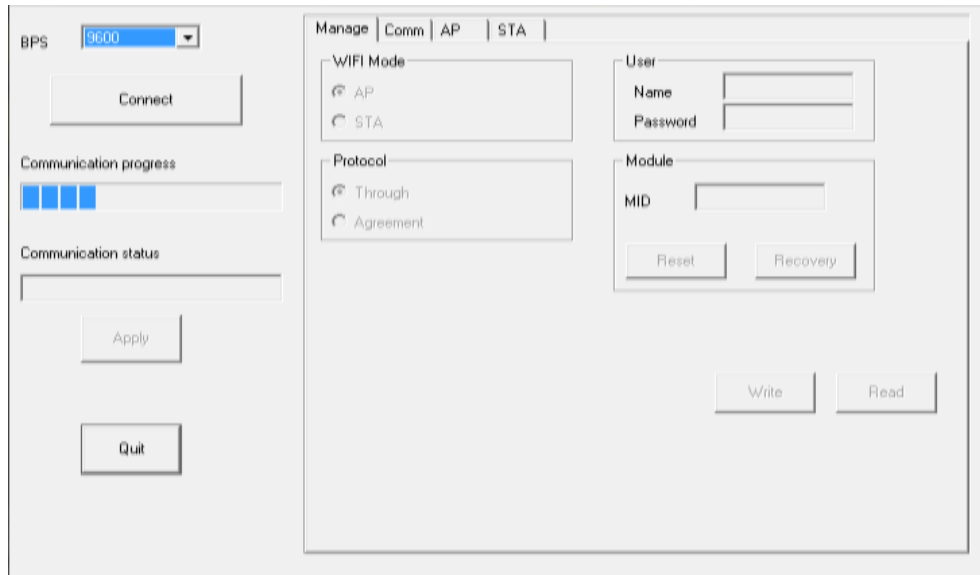 BPS
9600
Connect
Communication progress
Communication status
Apply
Quit
Manage
Comm
AP
STA
WIFI Mode
AP
STA
Protocol
Through
Agreement
User
Name
Password
Module
MID
Reset
Recovery
Write
Read